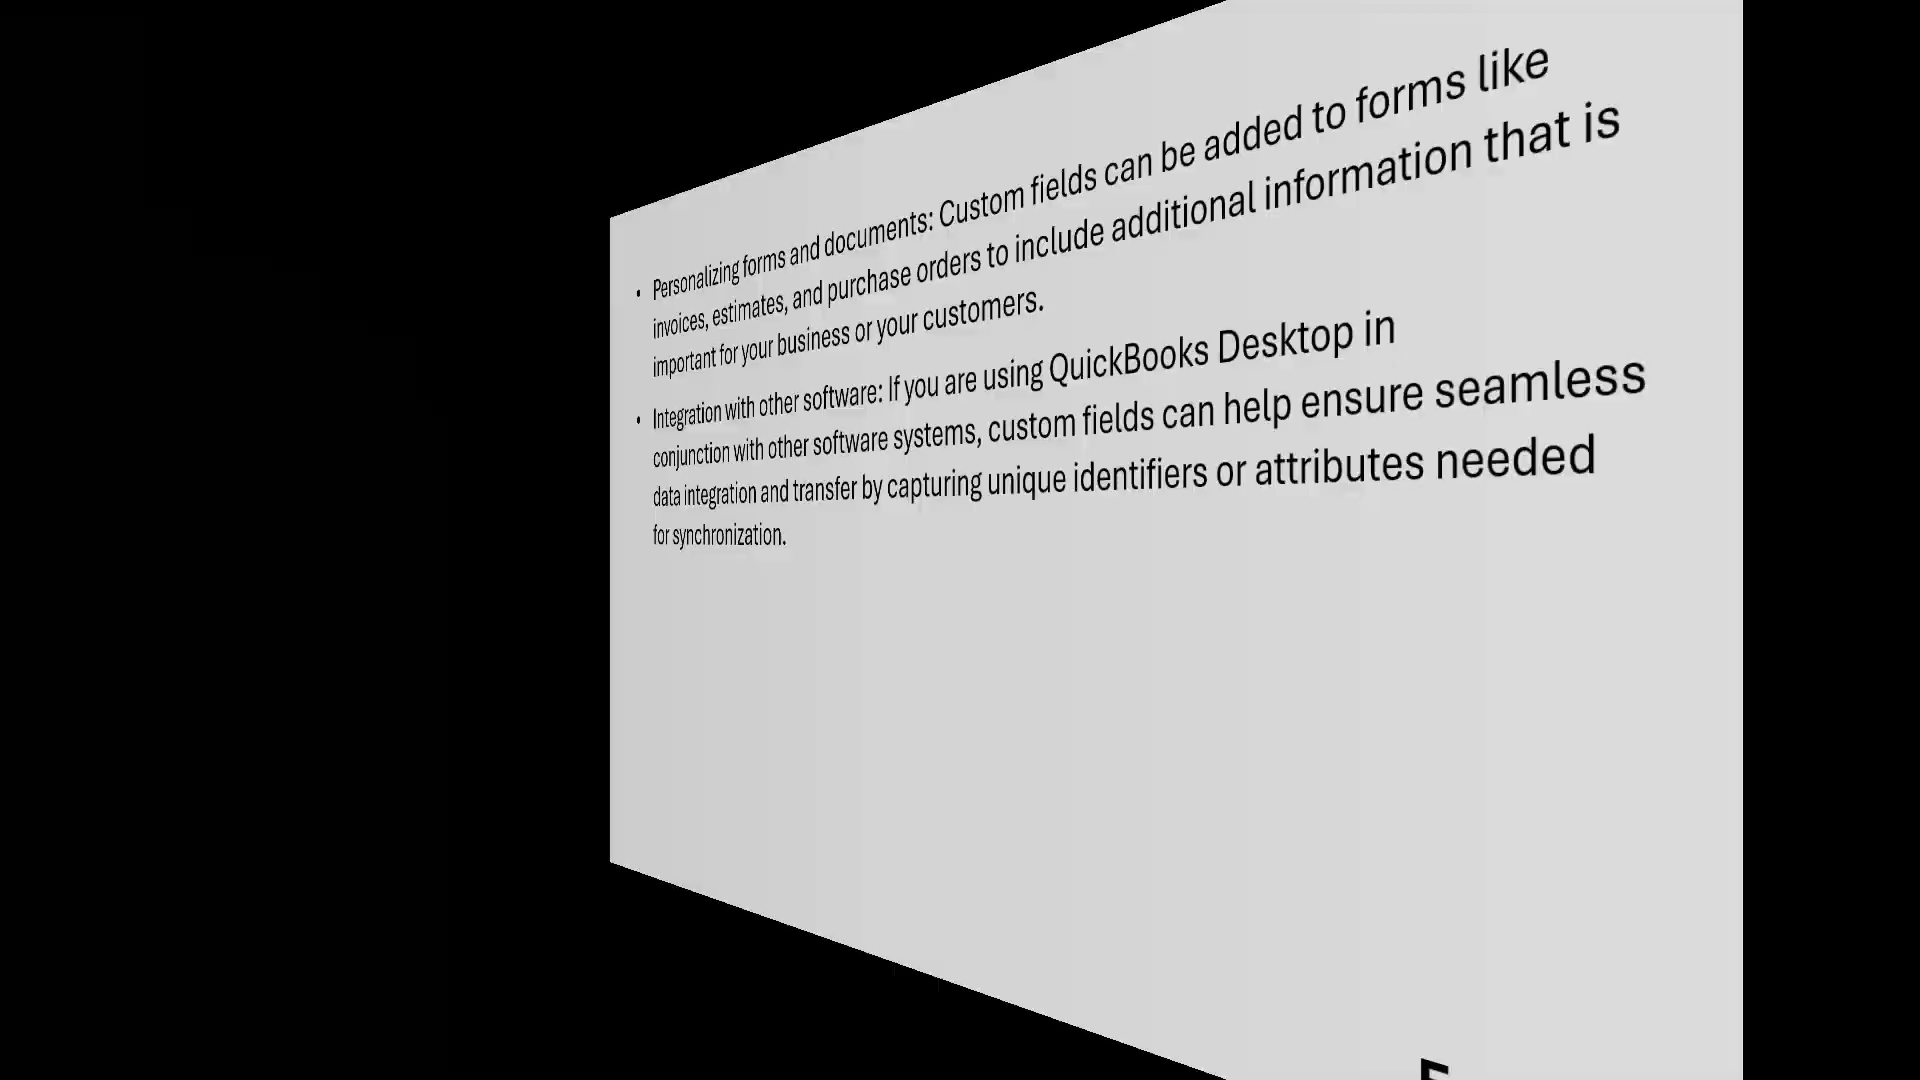 • Personalizing forms and documents: Custom fields can be added to forms like
invoices, estimates, and purchase orders to include additional information that is
important for your business or your customers.
• Integration with other software: If you are using QuickBooks Desktop in
conjunction with other software systems, custom fields can help ensure seamless
data integration and transfer by capturing unique identifiers or attributes needed
for synchronization.